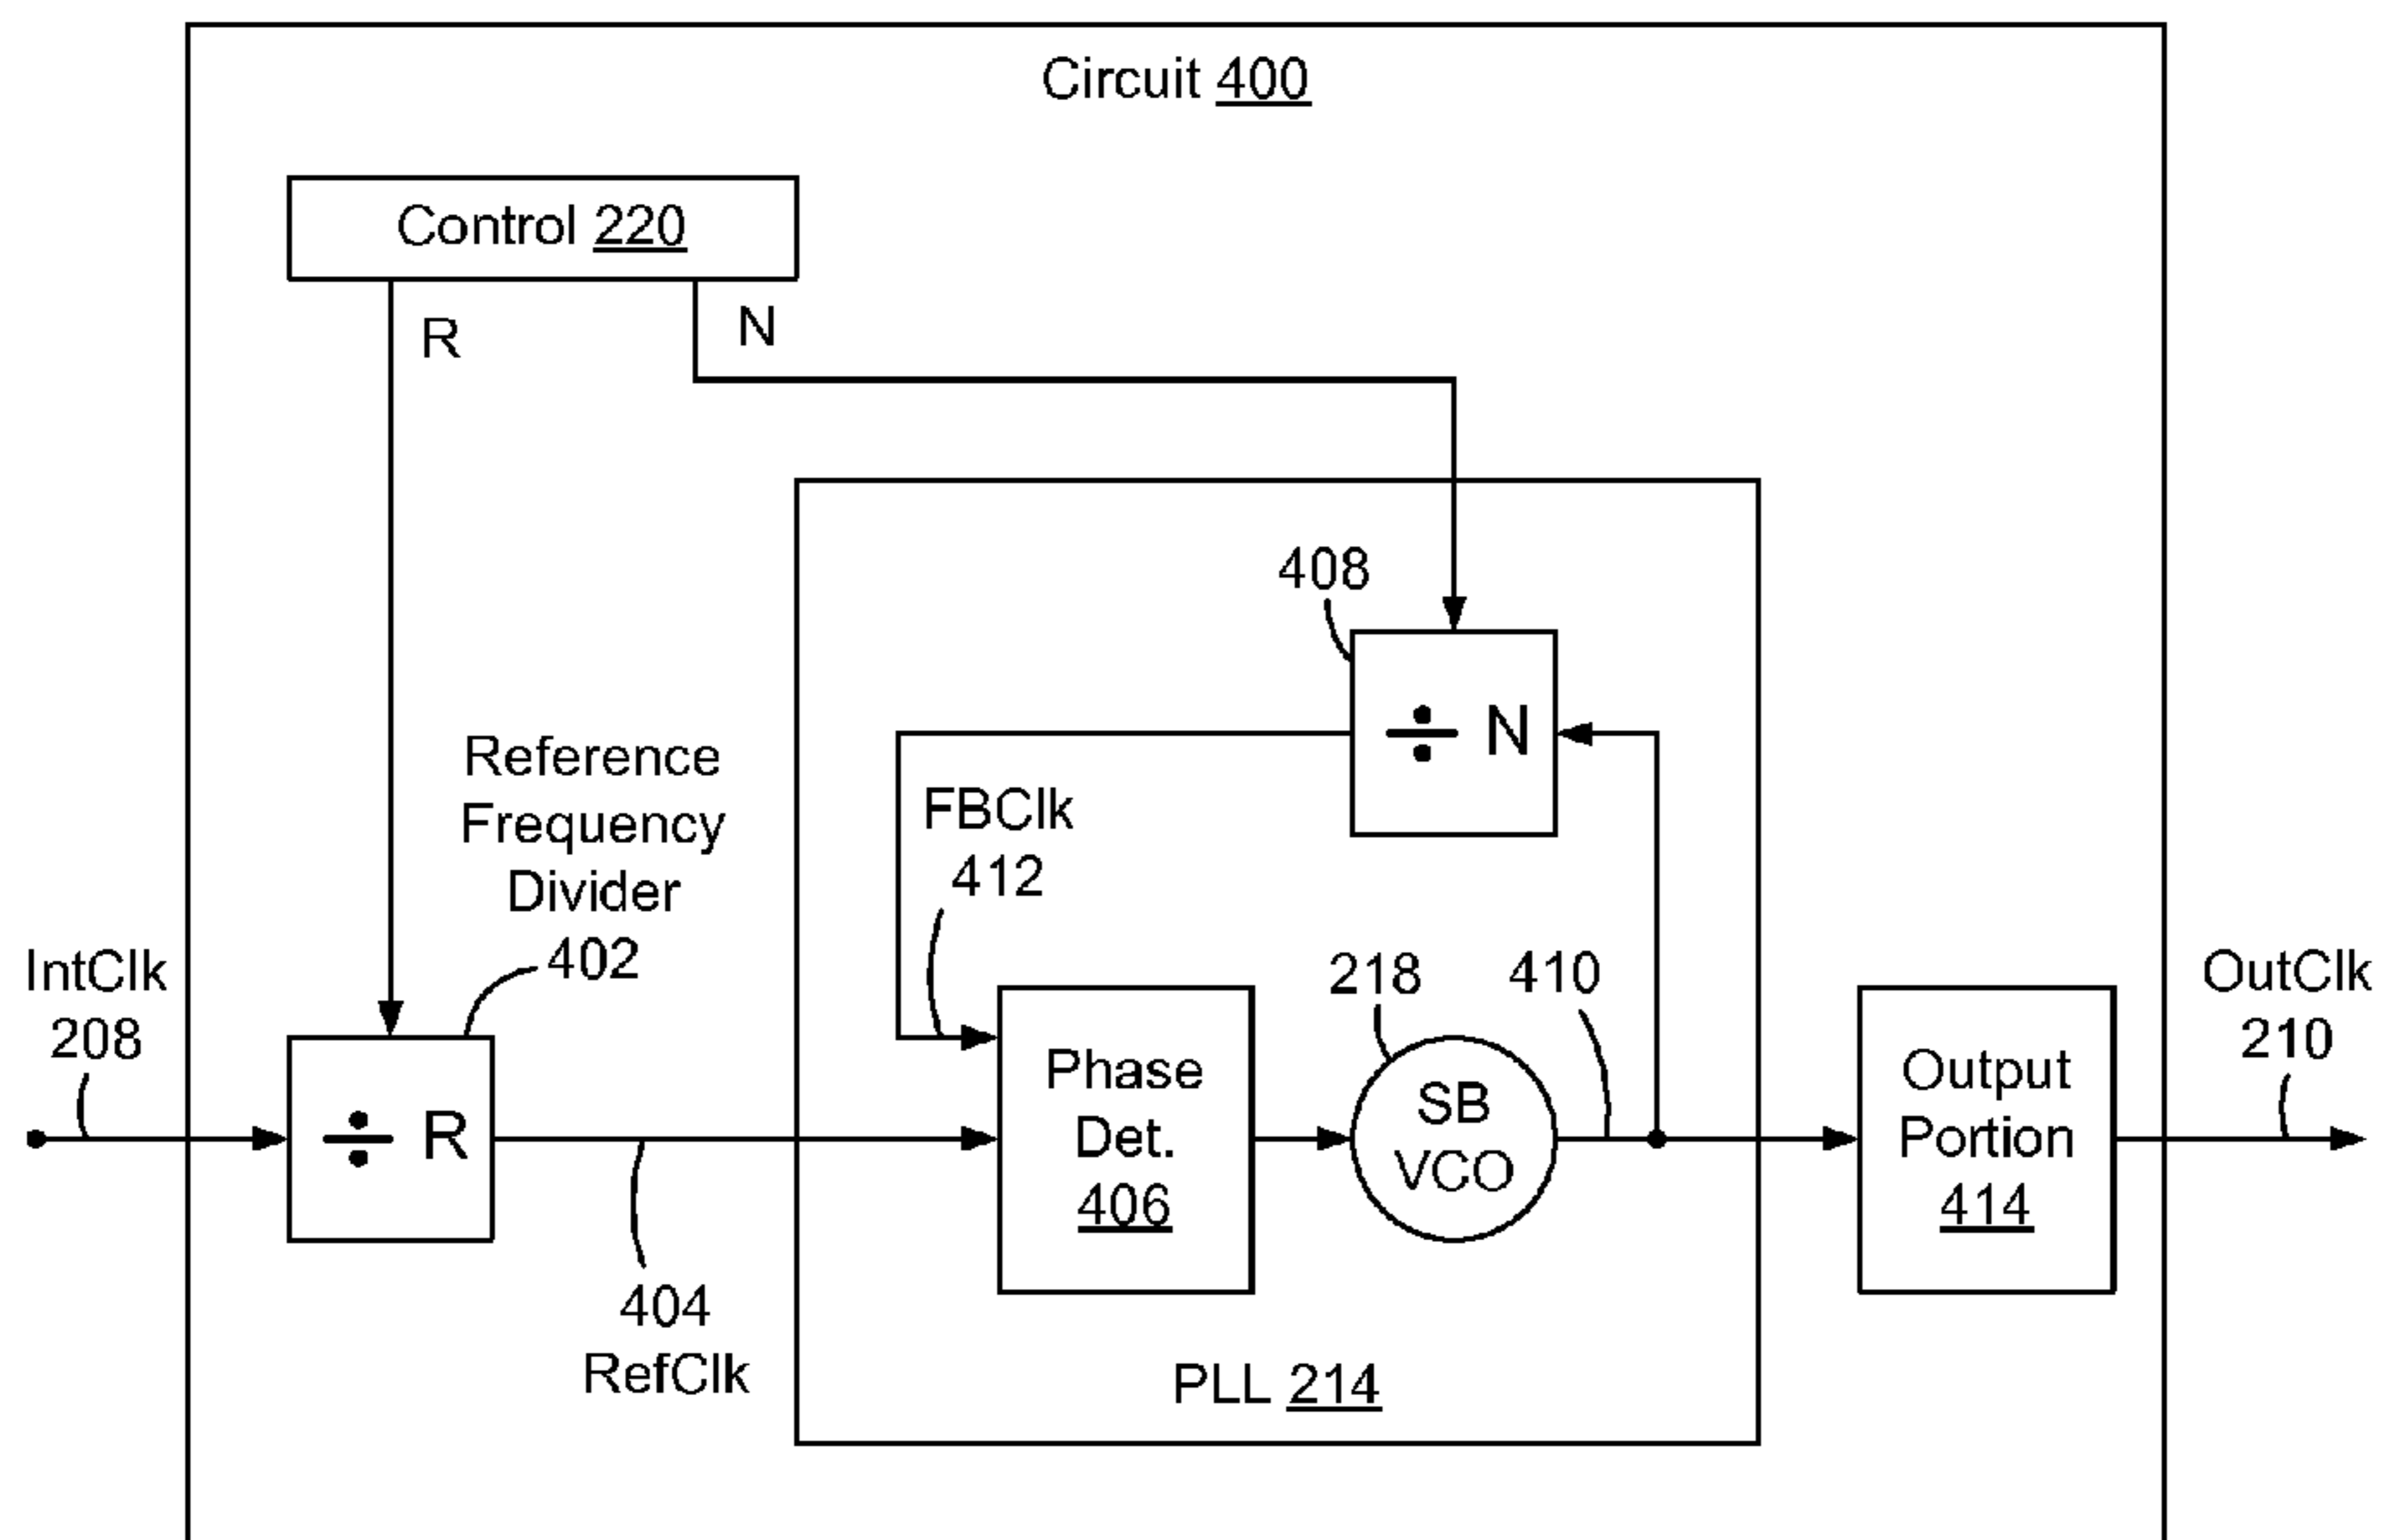 Circuit 400
Control 220
R
N
408
÷ N
Reference
Frequency
Divider
402
FBClk
412
IntClk
208
÷ R
404
RefClk
Phase
Det.
406
218
SB
VCO
410
Output
Portion
414
OutClk
210
PLL 214